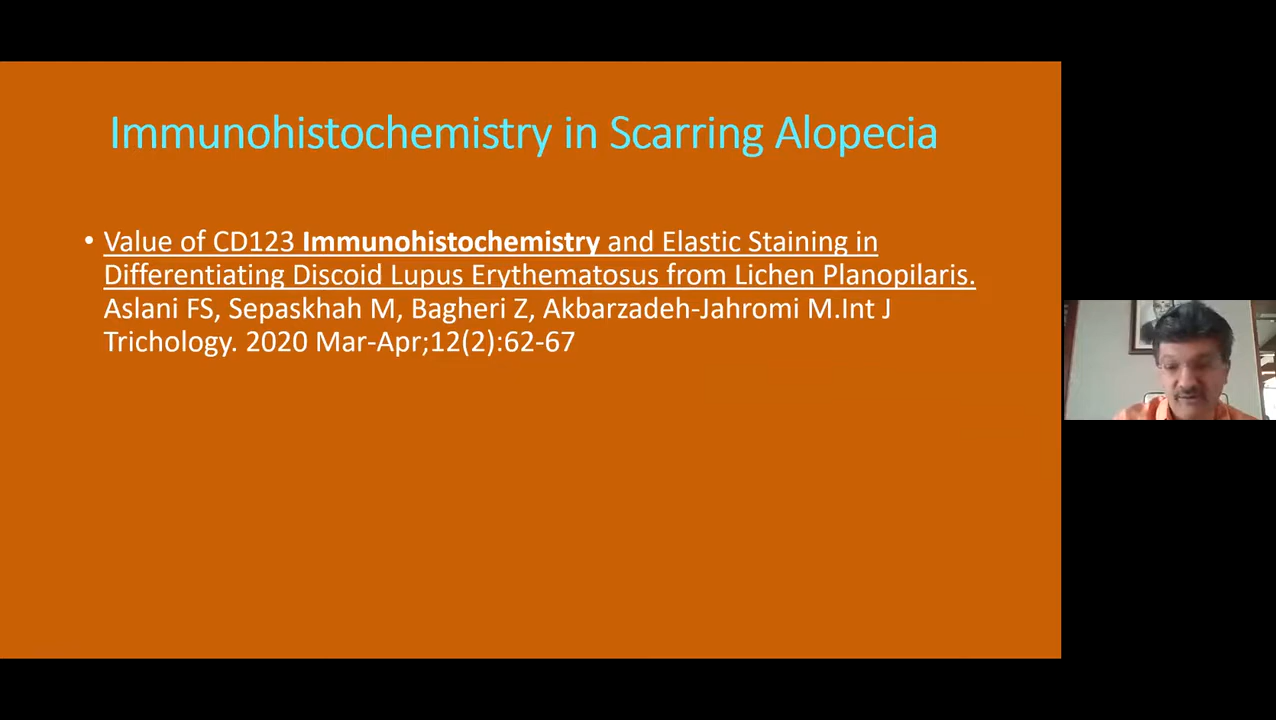 Immunohistochemistry in Scarring Alopecia
• Value of CD123 Immunohistochemistry and Elastic Staining in
Differentiating Discoid Lupus Erythematosus from Lichen Planopilaris.
Aslani FS, Sepaskhah M, Bagheri Z, Akbarzadeh-Jahromi M.Int J
Trichology. 2020 Mar-Apr;12(2):62-67